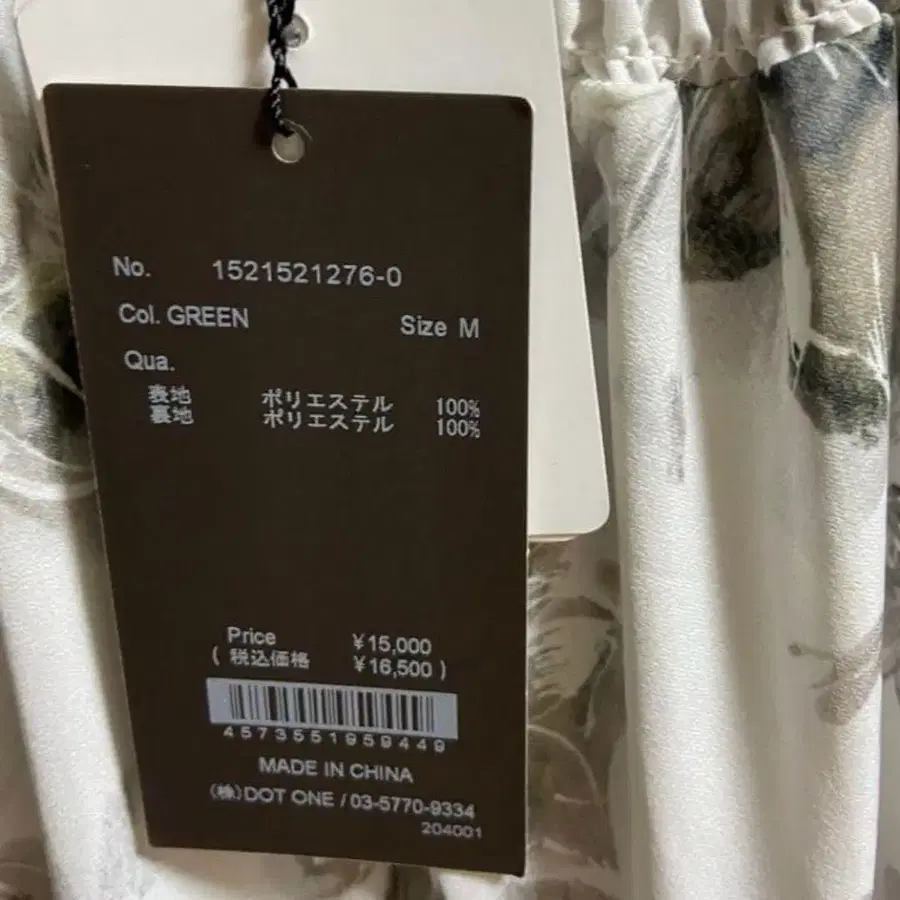 No. 1521521276-0
Col. GREEN Size M
Qua.
表地 ポリエステル 100%
裏地 ポリエステル 100%
Price ¥15,000
( 税込価格 ¥16,500 )
4573551959449
MADE IN CHINA
(株)DOT ONE / 03-5770-9334
204001